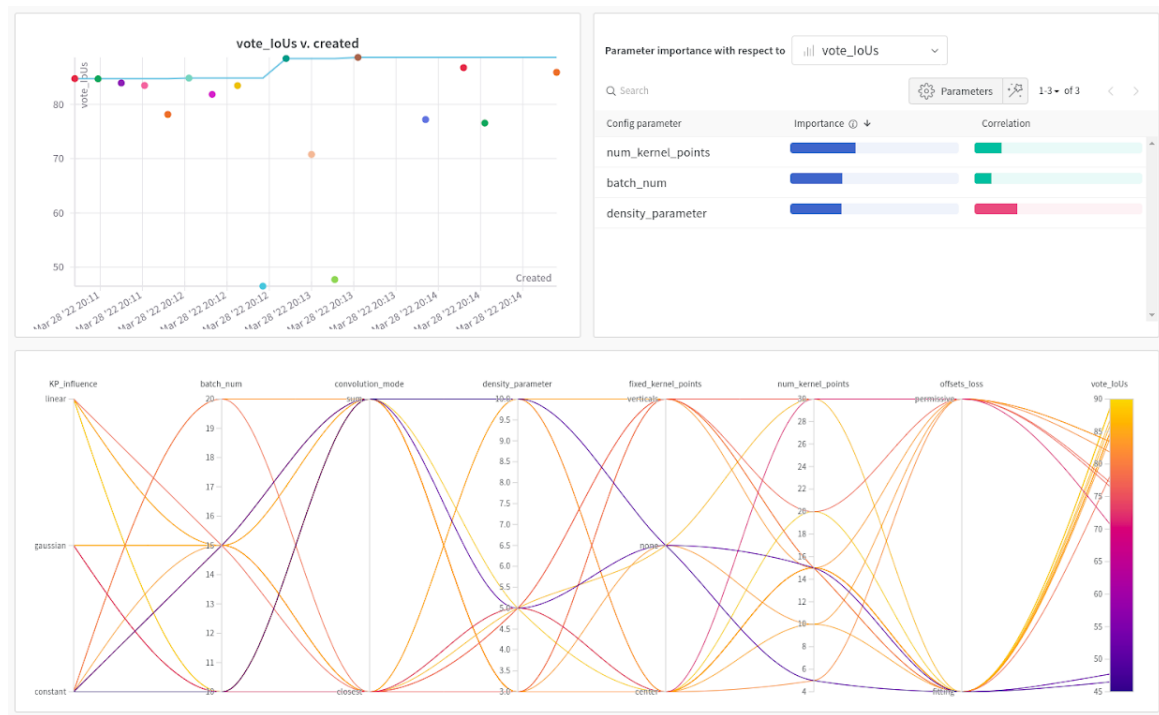 vote_IoUs v. created
vote_IoUs
80
70
60
50
Created
Mar 28 '22 20:11
Mar 28 '22 20:11
Mar 28 '22 20:12
Mar 28 '22 20:12
Mar 28 '22 20:12
Mar 28 '22 20:13
Mar 28 '22 20:13
Mar 28 '22 20:13
Mar 28 '22 20:14
Mar 28 '22 20:14
Mar 28 '22 20:14
Parameter importance with respect to vote_IoUs
Search Parameters 1-3 of 3
Config parameter Importance Correlation
num_kernel_points
batch_num
density_parameter
KP_influence batch_num convolution_mode density_parameter fixed_kernel_points num_kernel_points offsets_loss vote_IoUs
linear
gaussian
constant
20
19
18
17
16
15
14
13
12
11
10
sum
closest
10.0
9.5
9.0
8.5
8.0
7.5
7.0
6.5
6.0
5.5
5.0
4.5
4.0
3.5
3.0
verticals
none
center
30
28
26
24
22
20
18
16
14
12
10
8
6
4
permissive
fitting
90
85
80
75
70
65
60
55
50
45